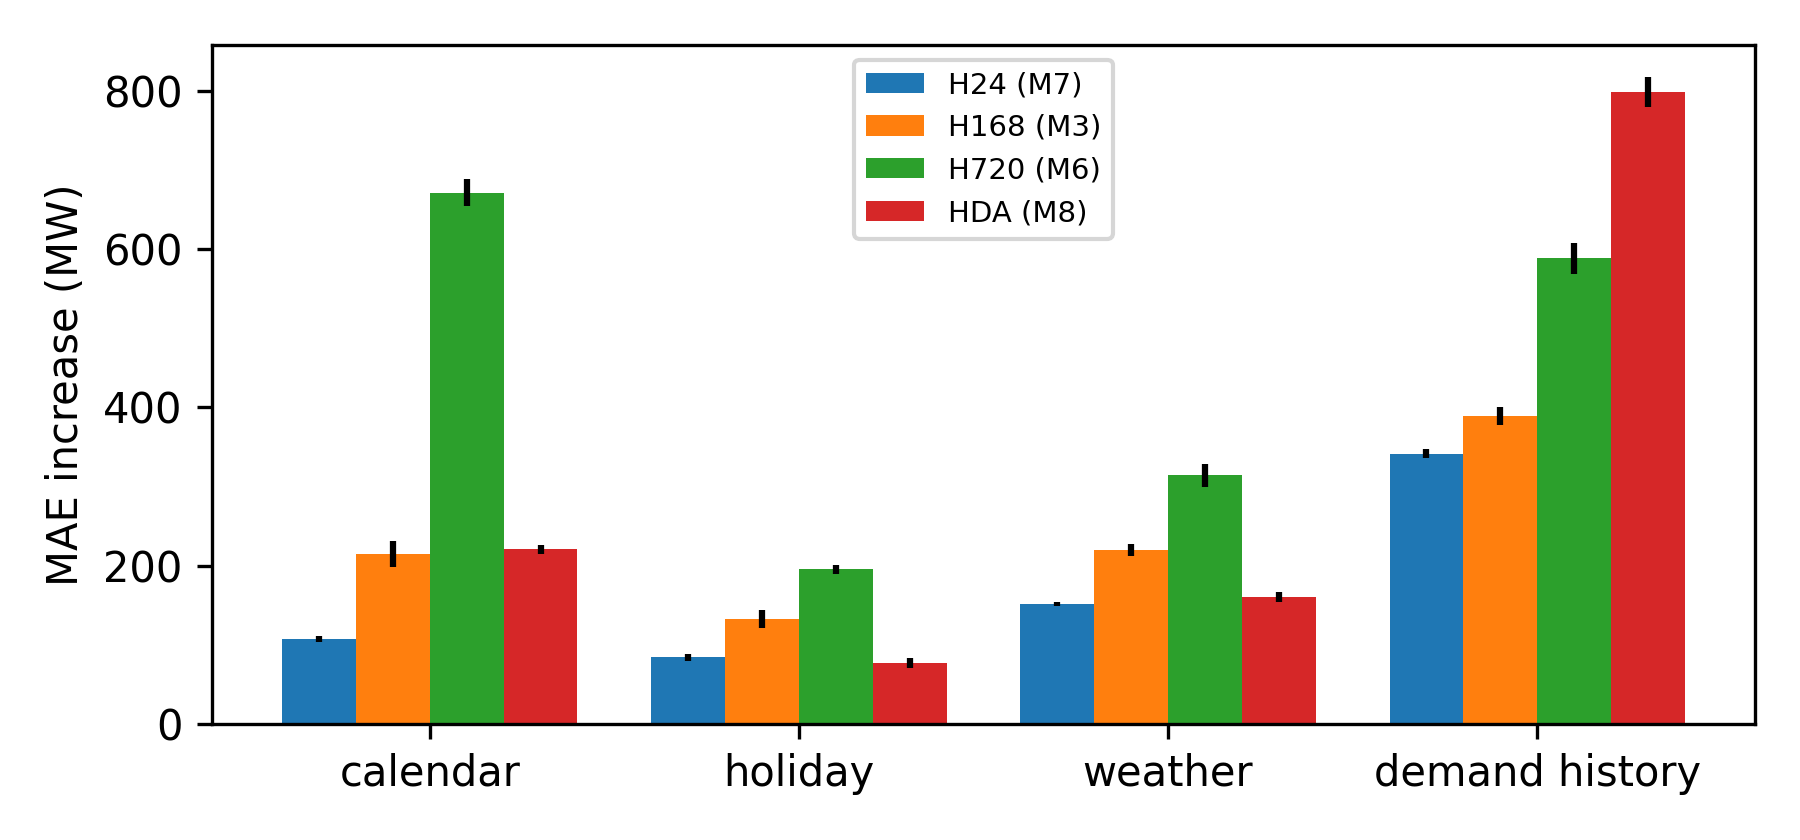 MAE increase (MW)
800
600
400
200
0
H24 (M7)
H168 (M3)
H720 (M6)
HDA (M8)
calendar
holiday
weather
demand history